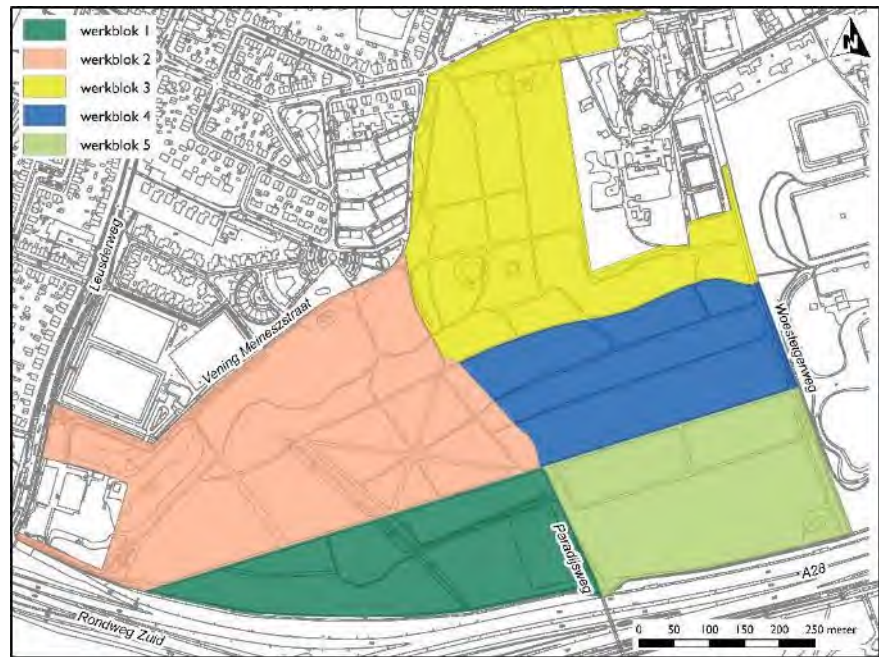 werkblok 1
werkblok 2
werkblok 3
werkblok 4
werkblok 5
N
Leusderweg
Vening Meineszstraat
Woesteigerweg
Paradijsweg
A28
Rondweg Zuid
0 50 100 150 200 250 meter